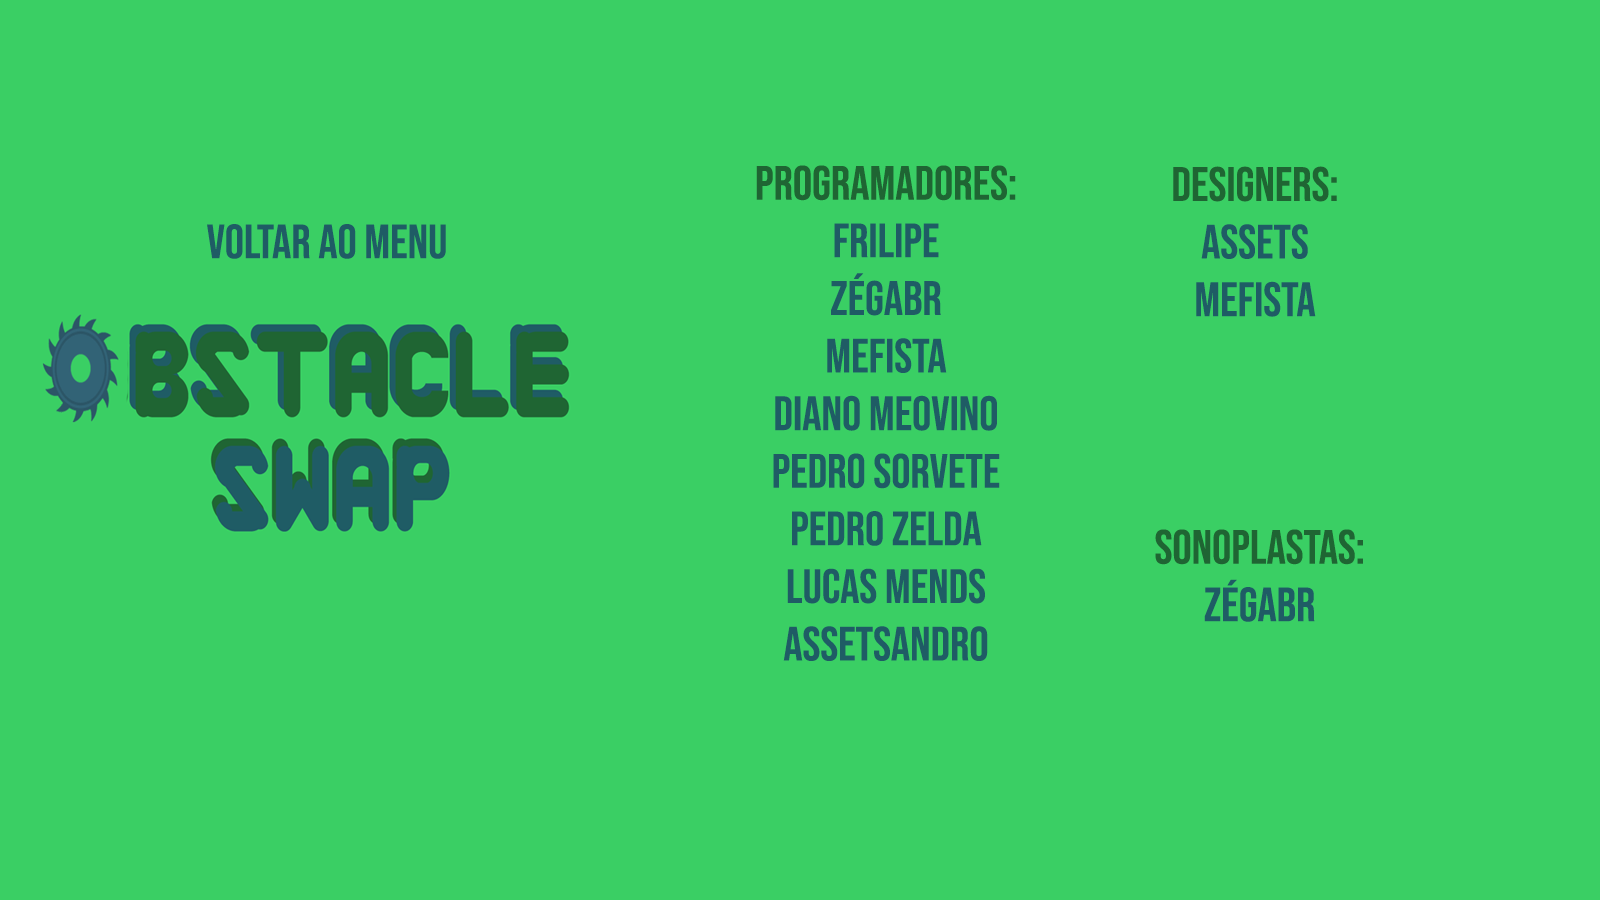 VOLTAR AO MENU
OBSTACLE
SWAP
PROGRAMADORES:
FRILIPE
ZÉGABR
MEFISTA
DIANO MEOVINO
PEDRO SORVETE
PEDRO ZELDA
LUCAS MENDS
ASSETSANDRO
DESIGNERS:
ASSETS
MEFISTA
SONOPLASTAS:
ZÉGABR